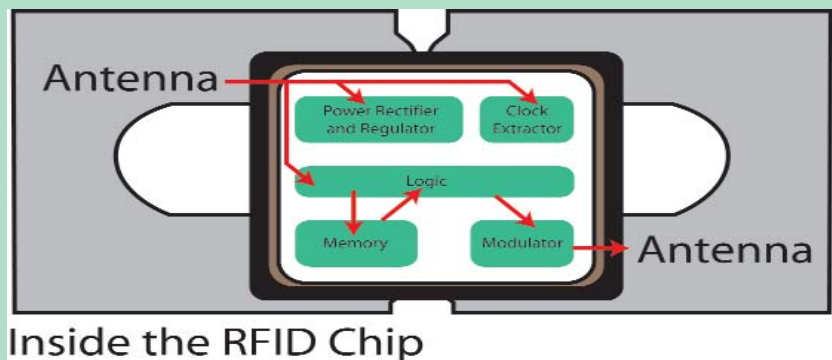 Antenna
Power Rectifier
and Regulator
Clock
Extractor
Logic
Memory
Modulator
Antenna
Inside the RFID Chip